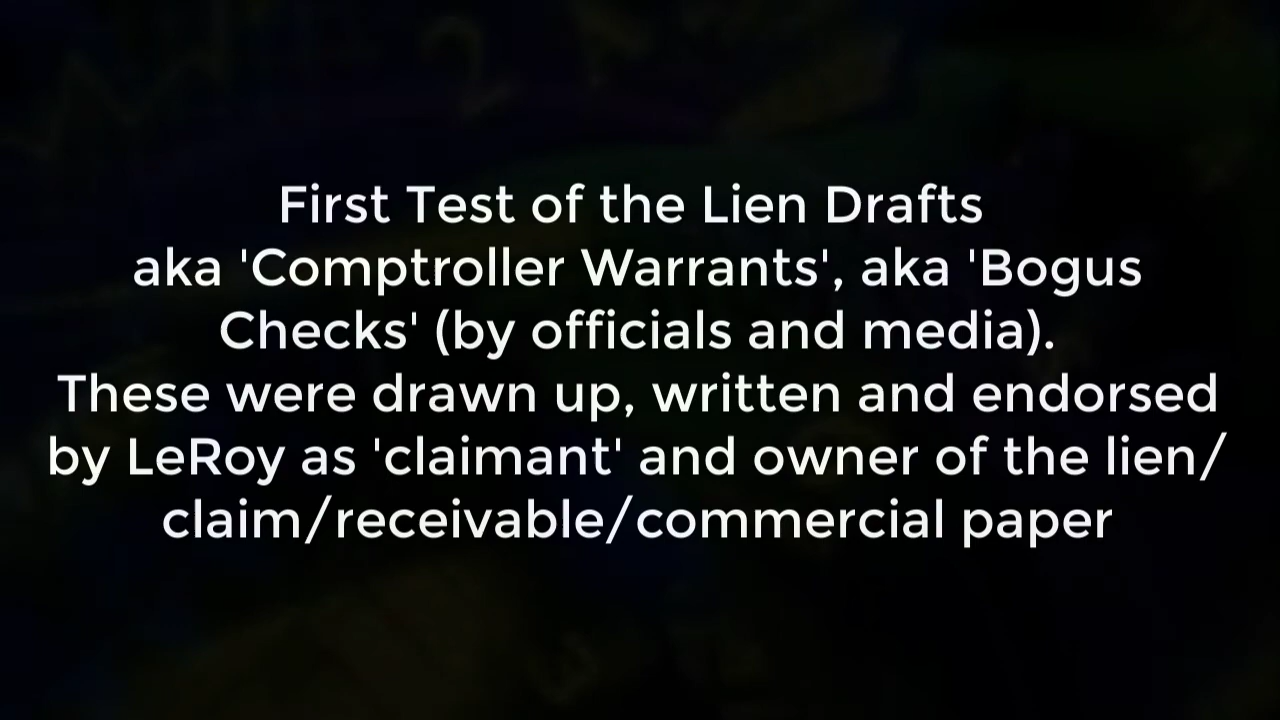 First Test of the Lien Drafts
aka 'Comptroller Warrants', aka 'Bogus
Checks' (by officials and media).
These were drawn up, written and endorsed
by LeRoy as 'claimant' and owner of the lien/
claim/receivable/commercial paper